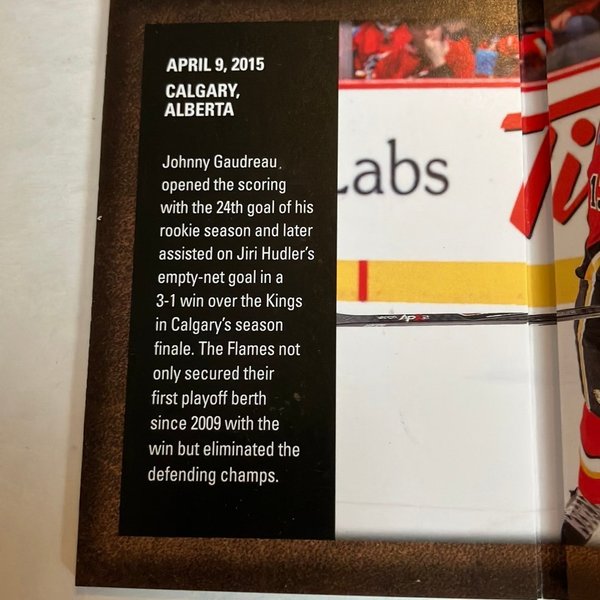 APRIL 9, 2015
CALGARY,
ALBERTA
Johnny Gaudreau
opened the scoring
with the 24th goal of his
rookie season and later
assisted on Jiri Hudler's
empty-net goal in a
3-1 win over the Kings
in Calgary's season
finale. The Flames not
only secured their
first playoff berth
since 2009 with the
win but eliminated the
defending champs.
Labs
Ti